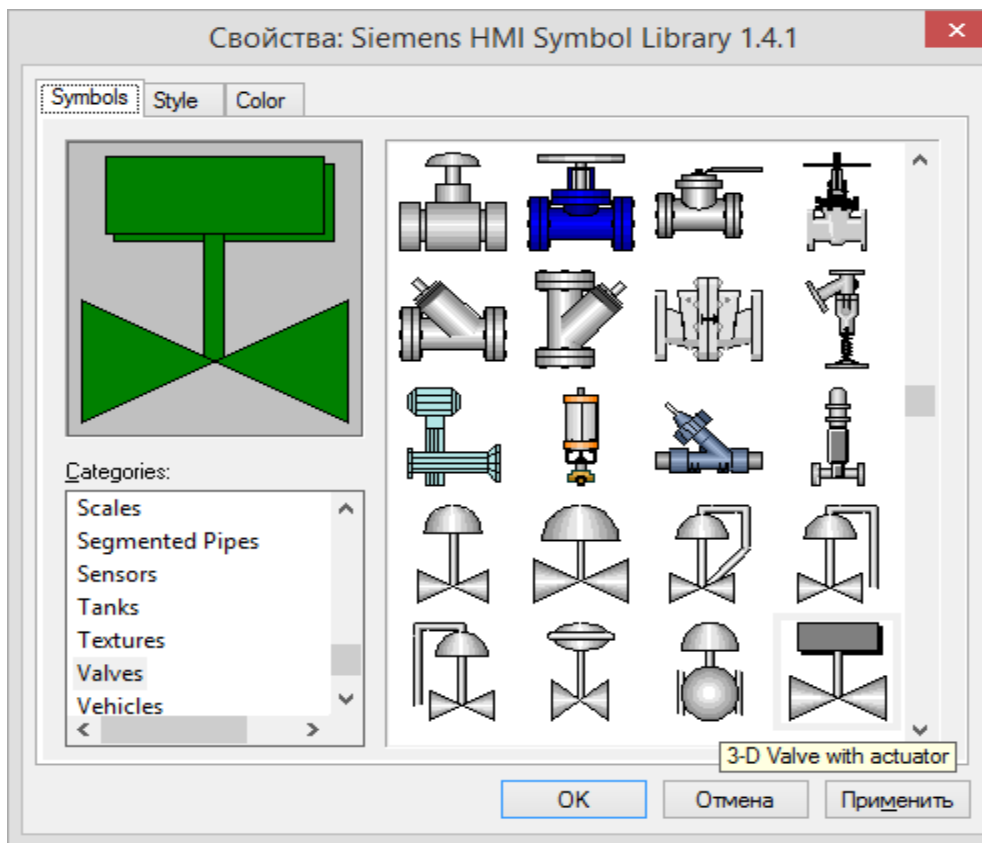 Свойства: Siemens HMI Symbol Library 1.4.1
Symbols Style Color
Categories:
Scales
Segmented Pipes
Sensors
Tanks
Textures
Valves
Vehicles
3-D Valve with actuator
OK Отмена Применить